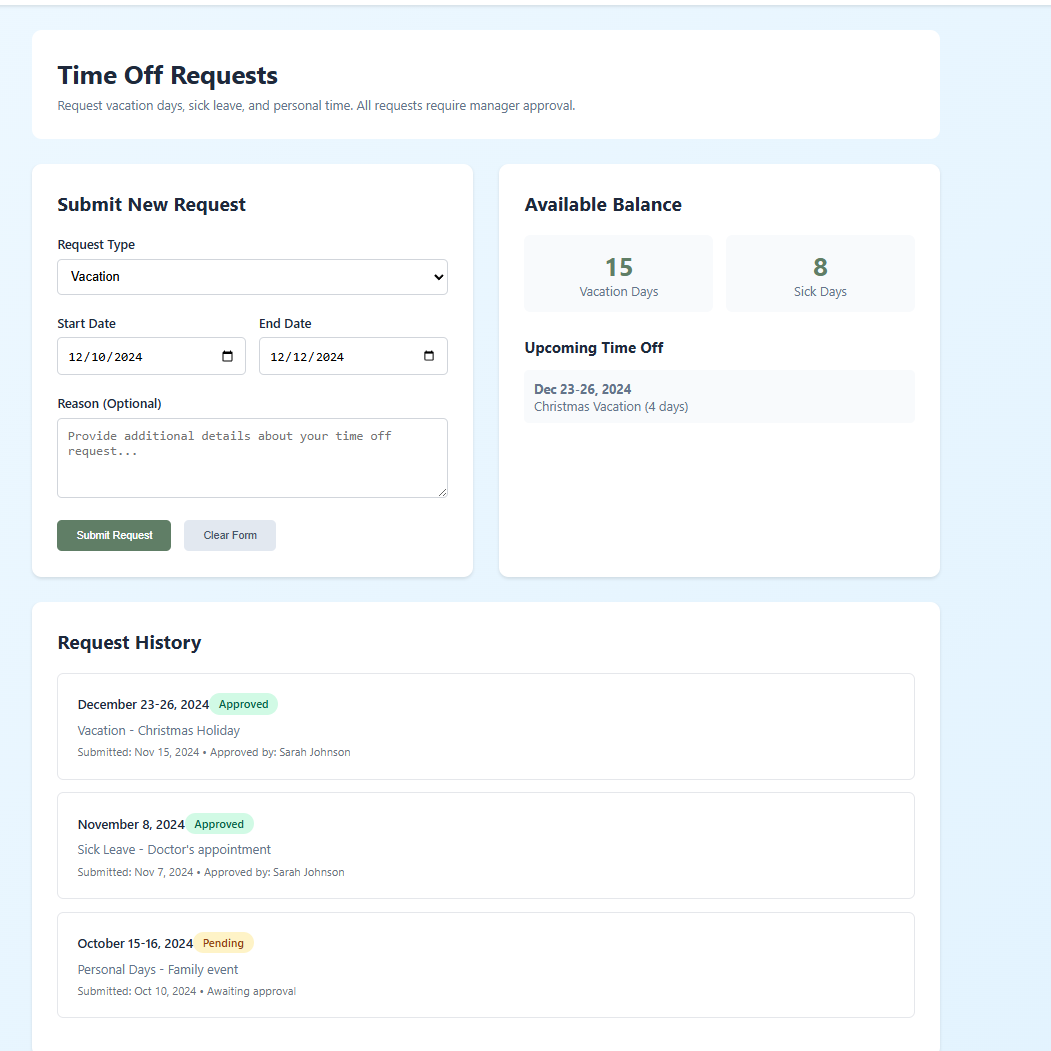 Time Off Requests
Request vacation days, sick leave, and personal time. All requests require manager approval.
Submit New Request
Request Type
Vacation
Start Date
End Date
12/10/2024
12/12/2024
Reason (Optional)
Provide additional details about your time off
request...
Submit Request
Clear Form
Available Balance
15
Vacation Days
8
Sick Days
Upcoming Time Off
Dec 23-26, 2024
Christmas Vacation (4 days)
Request History
December 23-26, 2024 Approved
Vacation - Christmas Holiday
Submitted: Nov 15, 2024 • Approved by: Sarah Johnson
November 8, 2024 Approved
Sick Leave - Doctor's appointment
Submitted: Nov 7, 2024 • Approved by: Sarah Johnson
October 15-16, 2024 Pending
Personal Days - Family event
Submitted: Oct 10, 2024 • Awaiting approval